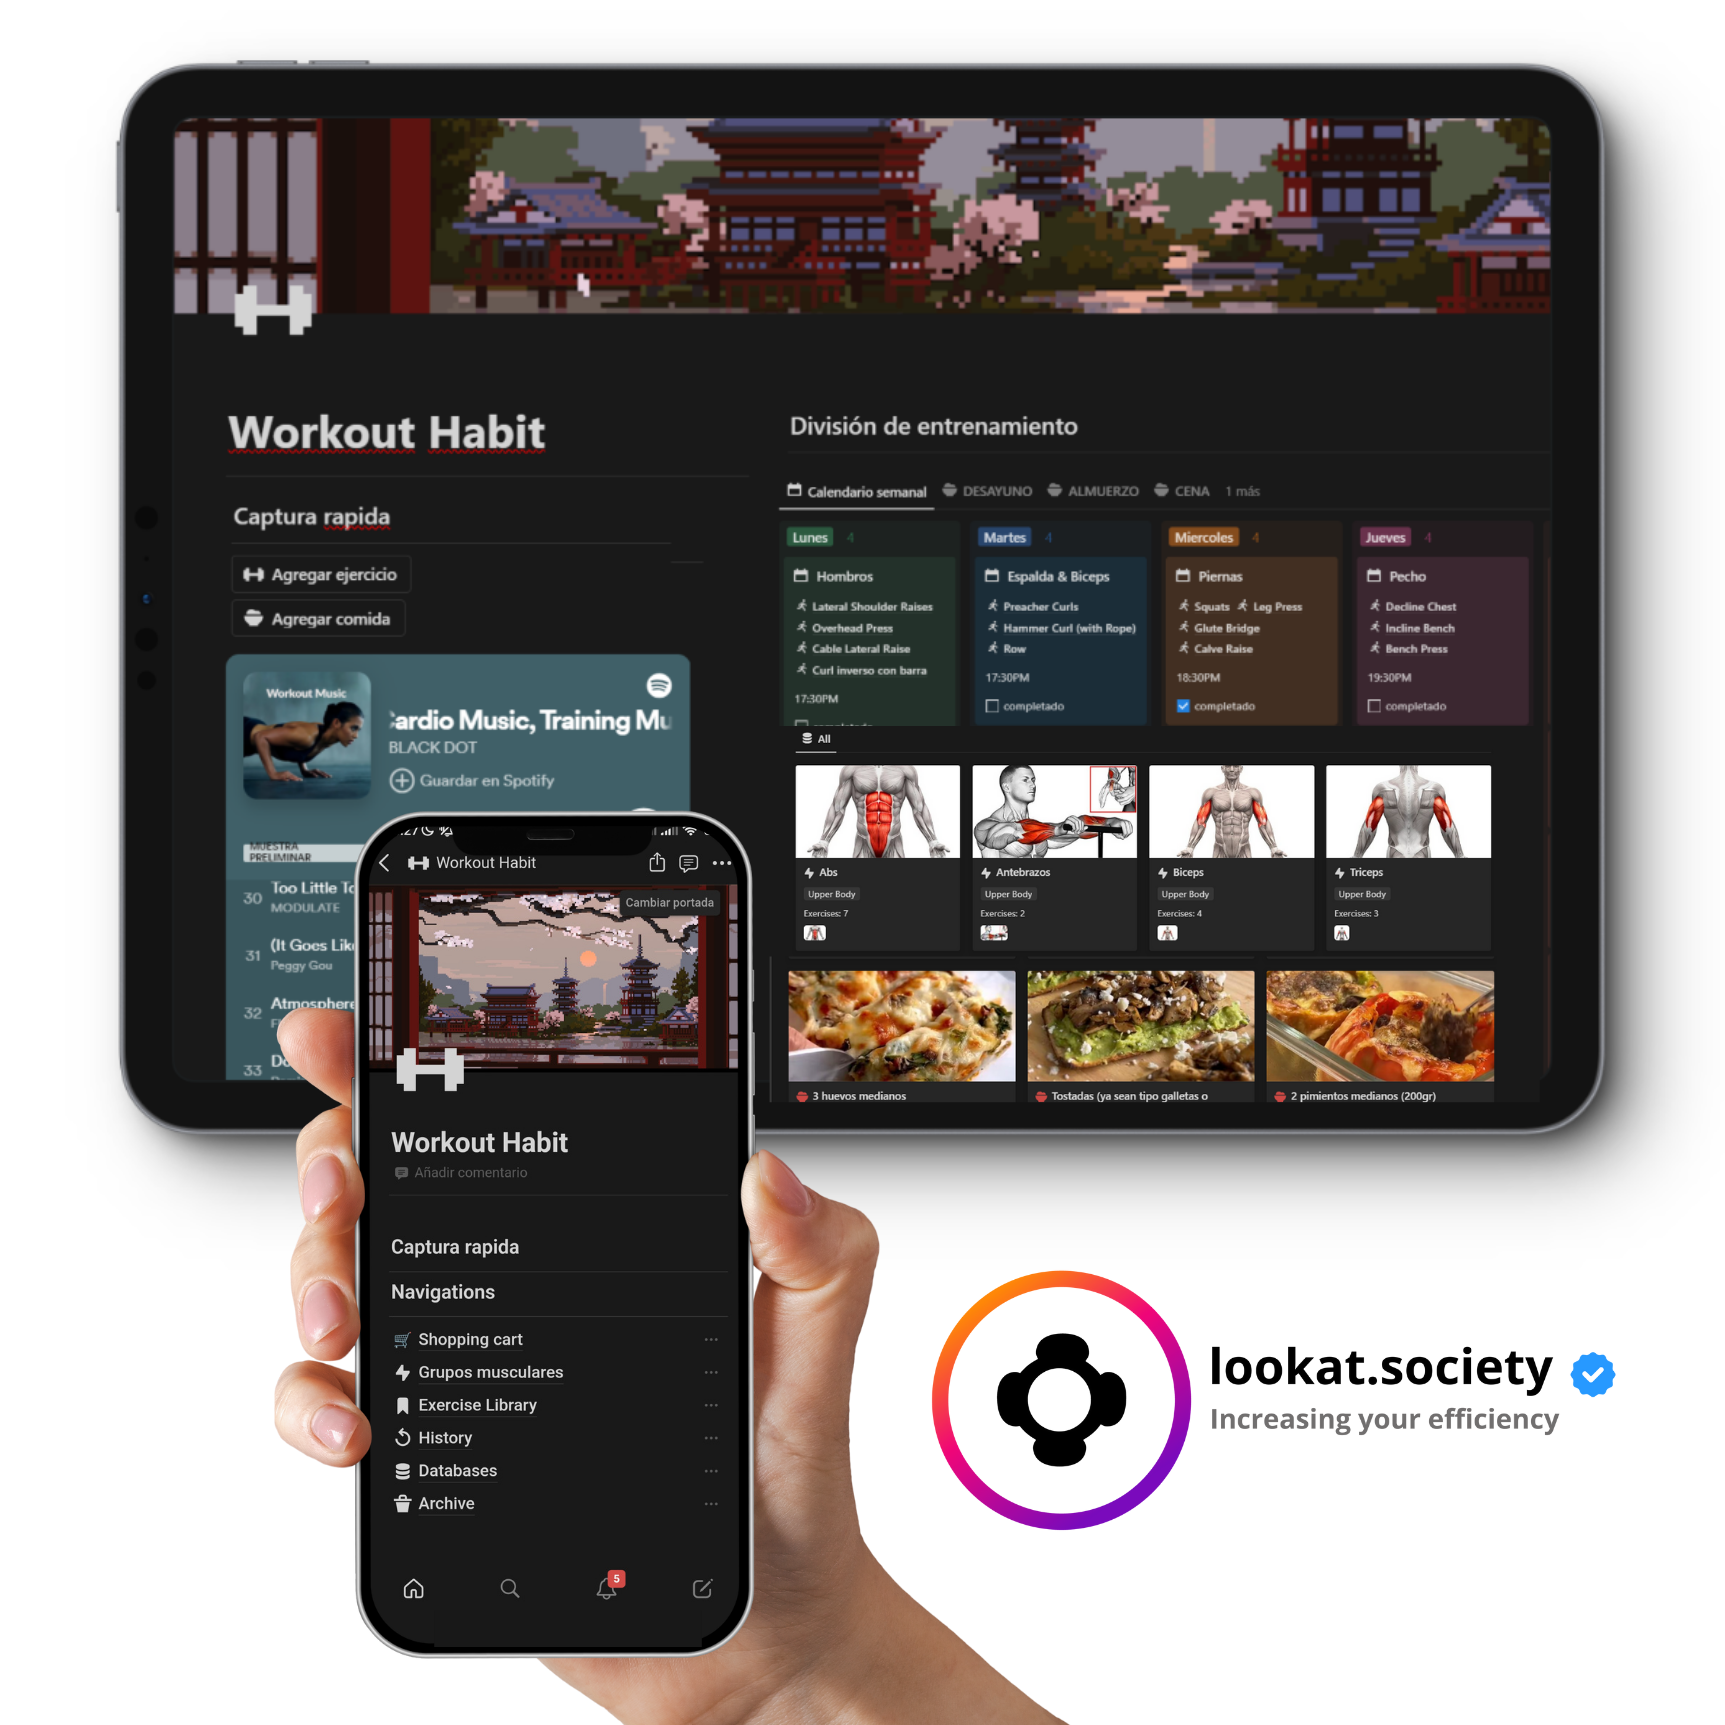 Workout Habit
Captura rapida
Agregar ejercicio
Agregar comida
Workout Music
ardio Music, Training Mu
BLACK DOT
Guardar en Spotify
MUESTRA
PRELIMINAR
30 Too Little To
MODULATE
31 (It Goes Like
Peggy Gou
32 Atmosphere
33 Do
División de entrenamiento
Calendario semanal DESAYUNO ALMUERZO CENA 1 más
Lunes 4
Hombros
Lateral Shoulder Raises
Overhead Press
Cable Lateral Raise
Curl inverso con barra
17:30PM
completado
Martes 4
Espalda & Biceps
Preacher Curls
Hammer Curl (with Rope)
Row
17:30PM
completado
Miercoles 4
Piernas
Squats Leg Press
Glute Bridge
Calve Raise
18:30PM
completado
Jueves 4
Pecho
Decline Chest
Incline Bench
Bench Press
19:30PM
completado
All
Abs
Upper Body
Exercises: 7
Antebrazos
Upper Body
Exercises: 2
Biceps
Upper Body
Exercises: 4
Triceps
Upper Body
Exercises: 3
3 huevos medianos
Tostadas (ya sean tipo galletas o
2 pimientos medianos (200gr)
:27
Workout Habit
Cambiar portada
Workout Habit
Añadir comentario
Captura rapida
Navigations
Shopping cart
Grupos musculares
Exercise Library
History
Databases
Archive
5
lookat.society
Increasing your efficiency